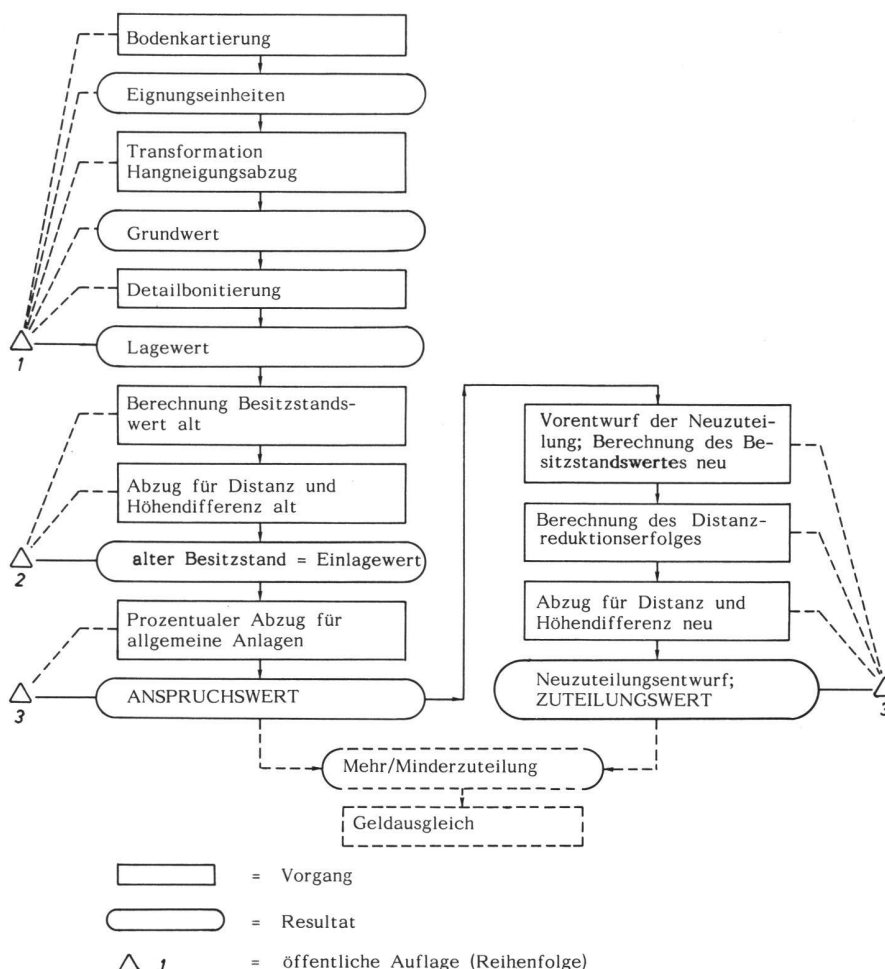 Bodenkartierung
Eignungseinheiten
Transformation
Hangneigungsabzug
Grundwert
Detailbonitierung
1
Lagewert
Berechnung Besitzstands-
wert alt
Abzug für Distanz und
Höhendifferenz alt
2
alter Besitzstand = Einlagewert
Prozentualer Abzug für
allgemeine Anlagen
3
ANSPRUCHSWERT
Vorentwurf der Neuzutei-
lung; Berechnung des Be-
sitzstandswertes neu
Berechnung des Distanz-
reduktionserfolges
Abzug für Distanz und
Höhendifferenz neu
Neuzuteilungsentwurf;
ZUTEILUNGSWERT
3
Mehr/Minderzuteilung
Geldausgleich
= Vorgang
= Resultat
1 = öffentliche Auflage (Reihenfolge)